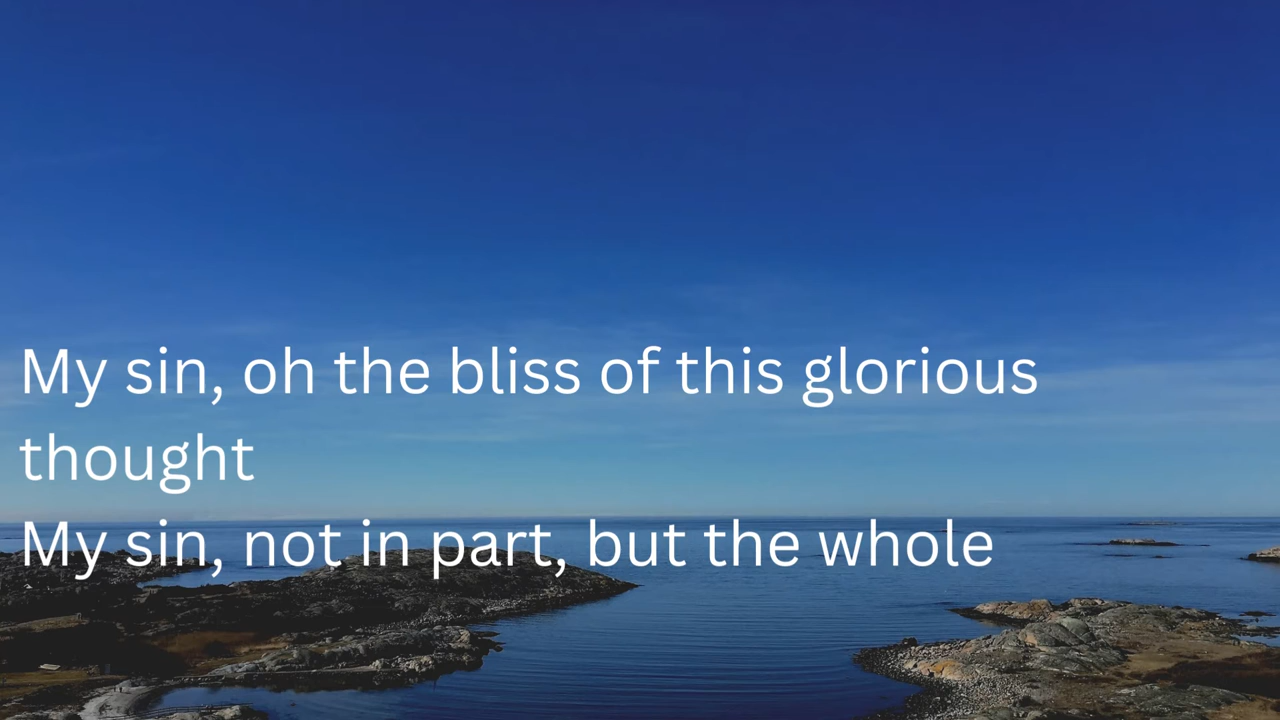 My sin, oh the bliss of this glorious
thought
My sin, not in part, but the whole